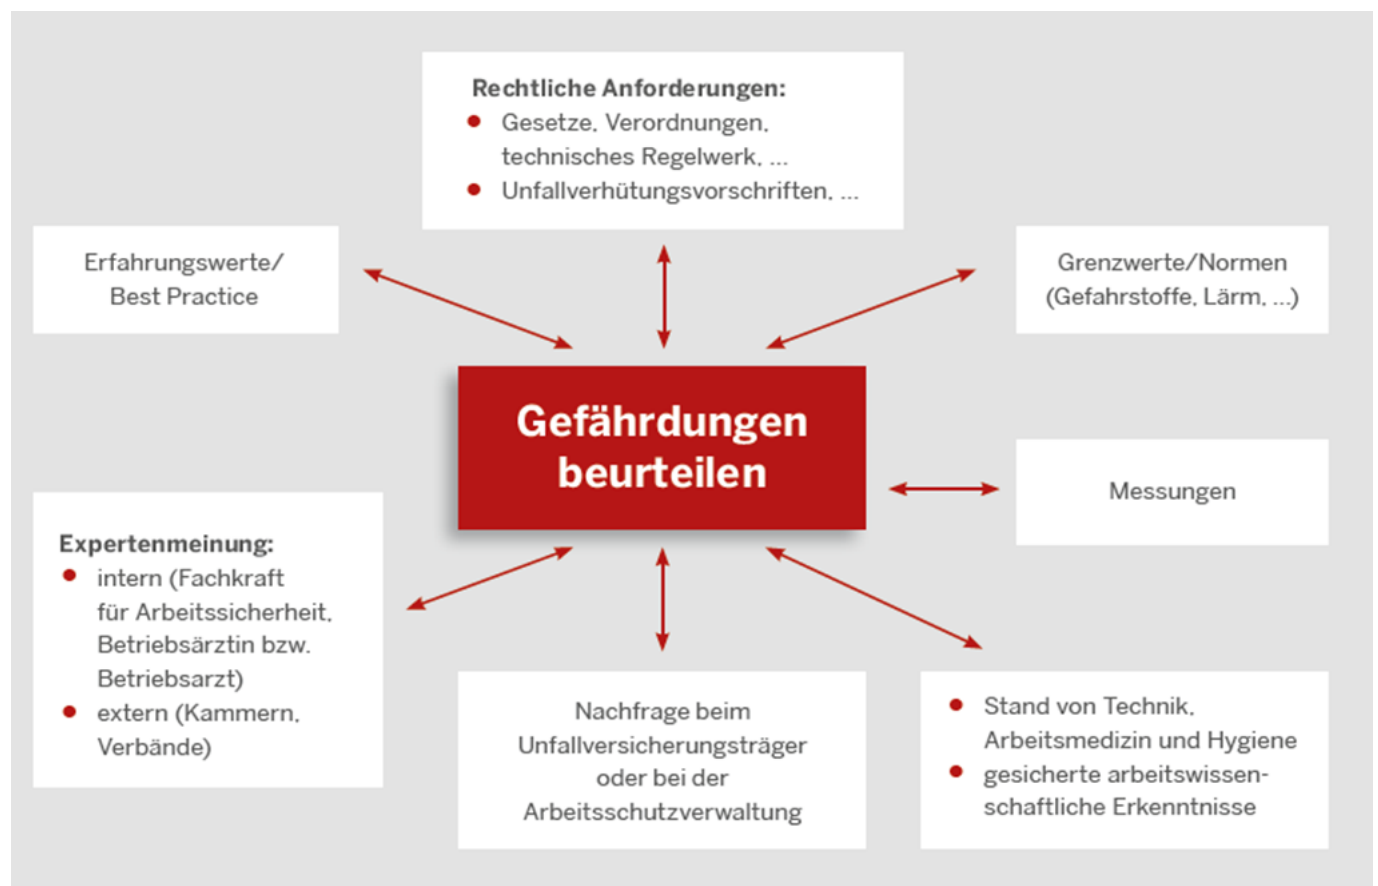 Rechtliche Anforderungen:
• Gesetze, Verordnungen,
technisches Regelwerk, ...
• Unfallverhütungsvorschriften, ...
Erfahrungswerte/
Best Practice
Grenzwerte/Normen
(Gefahrstoffe, Lärm, ...)
Gefährdungen
beurteilen
Messungen
Expertenmeinung:
• intern (Fachkraft
für Arbeitssicherheit,
Betriebsärztin bzw.
Betriebsarzt)
• extern (Kammern,
Verbände)
Nachfrage beim
Unfallversicherungsträger
oder bei der
Arbeitsschutzverwaltung
• Stand von Technik,
Arbeitsmedizin und Hygiene
• gesicherte arbeitswissen-
schaftliche Erkenntnisse